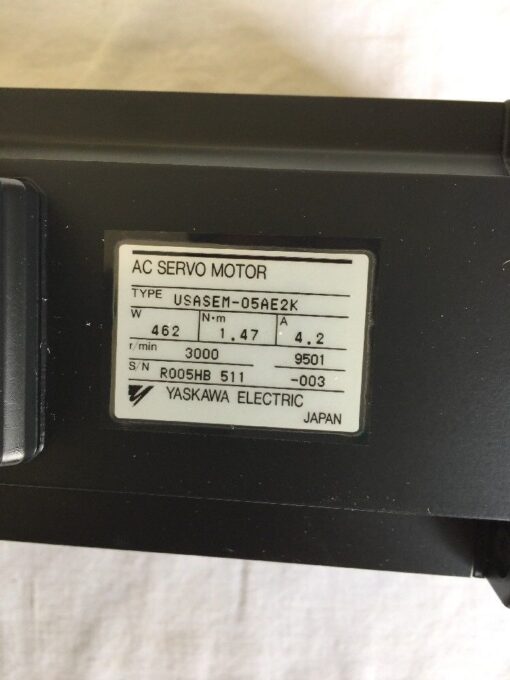 AC SERVO MOTOR
TYPE USASEM-05AE2K
W 462 N·m 1.47 A 4.2
r/min 3000 9501
S/N R005HB 511 -003
YASKAWA ELECTRIC
JAPAN